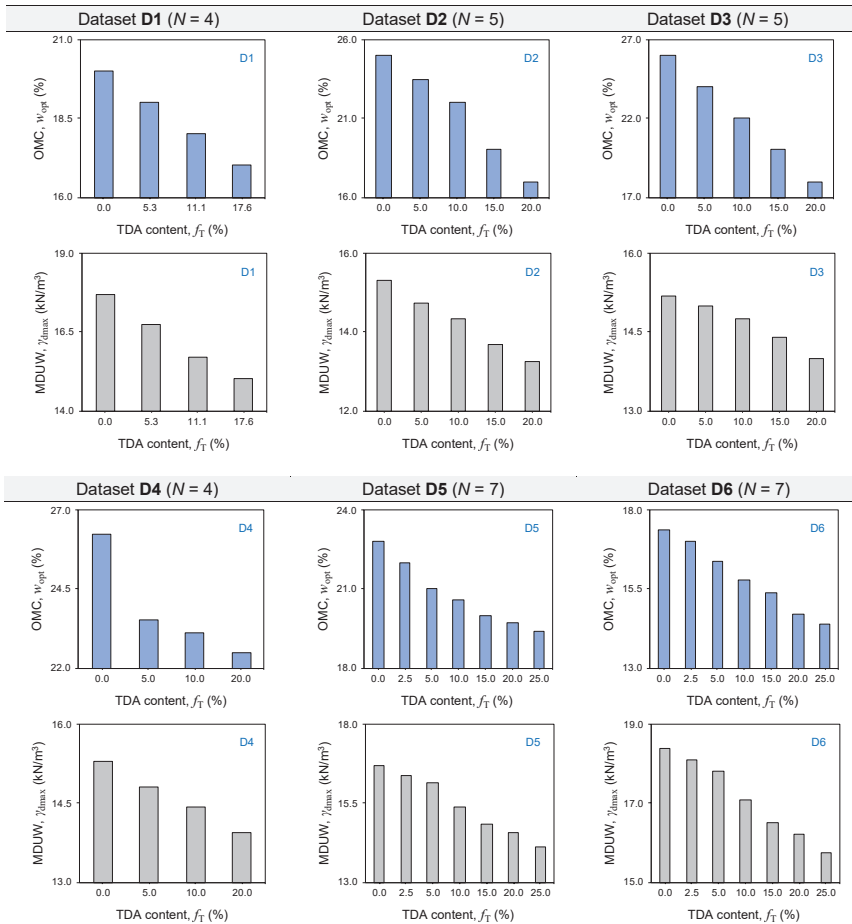 Dataset D1 (N = 4)
Dataset D2 (N = 5)
Dataset D3 (N = 5)
21.0
18.5
16.0
OMC, wopt (%)
D1
0.0 5.3 11.1 17.6
TDA content, fT (%)
26.0
21.0
16.0
OMC, wopt (%)
D2
0.0 5.0 10.0 15.0 20.0
TDA content, fT (%)
27.0
22.0
17.0
OMC, wopt (%)
D3
0.0 5.0 10.0 15.0 20.0
TDA content, fT (%)
19.0
16.5
14.0
MDUW, γdmax (kN/m³)
D1
0.0 5.3 11.1 17.6
TDA content, fT (%)
16.0
14.0
12.0
MDUW, γdmax (kN/m³)
D2
0.0 5.0 10.0 15.0 20.0
TDA content, fT (%)
16.0
14.5
13.0
MDUW, γdmax (kN/m³)
D3
0.0 5.0 10.0 15.0 20.0
TDA content, fT (%)
Dataset D4 (N = 4)
Dataset D5 (N = 7)
Dataset D6 (N = 7)
27.0
24.5
22.0
OMC, wopt (%)
D4
0.0 5.0 10.0 20.0
TDA content, fT (%)
24.0
21.0
18.0
OMC, wopt (%)
D5
0.0 2.5 5.0 10.0 15.0 20.0 25.0
TDA content, fT (%)
18.0
15.5
13.0
OMC, wopt (%)
D6
0.0 2.5 5.0 10.0 15.0 20.0 25.0
TDA content, fT (%)
16.0
14.5
13.0
MDUW, γdmax (kN/m³)
D4
0.0 5.0 10.0 20.0
TDA content, fT (%)
18.0
15.5
13.0
MDUW, γdmax (kN/m³)
D5
0.0 2.5 5.0 10.0 15.0 20.0 25.0
TDA content, fT (%)
19.0
17.0
15.0
MDUW, γdmax (kN/m³)
D6
0.0 2.5 5.0 10.0 15.0 20.0 25.0
TDA content, fT (%)